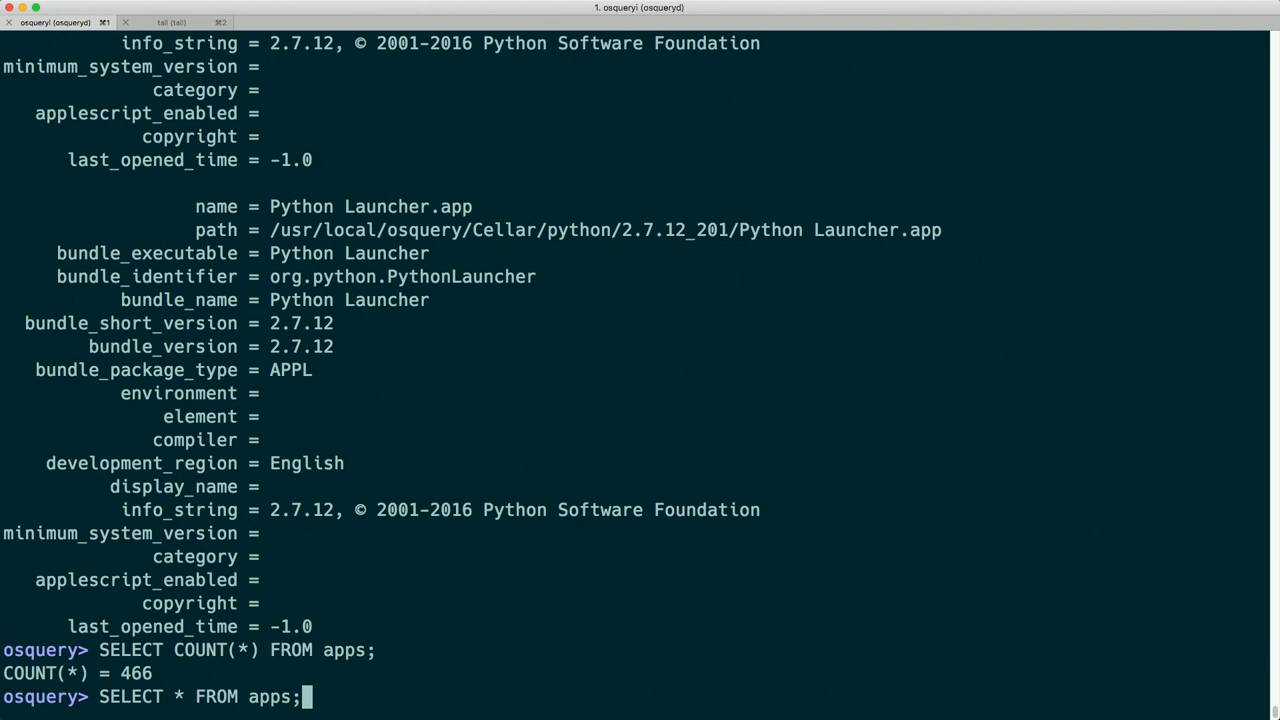 1. osqueryi (osqueryd)
osqueryi (osqueryd) ⌘1 tail (tail) ⌘2
info_string = 2.7.12, © 2001-2016 Python Software Foundation
minimum_system_version =
category =
applescript_enabled =
copyright =
last_opened_time = -1.0
name = Python Launcher.app
path = /usr/local/osquery/Cellar/python/2.7.12_201/Python Launcher.app
bundle_executable = Python Launcher
bundle_identifier = org.python.PythonLauncher
bundle_name = Python Launcher
bundle_short_version = 2.7.12
bundle_version = 2.7.12
bundle_package_type = APPL
environment =
element =
compiler =
development_region = English
display_name =
info_string = 2.7.12, © 2001-2016 Python Software Foundation
minimum_system_version =
category =
applescript_enabled =
copyright =
last_opened_time = -1.0
osquery> SELECT COUNT(*) FROM apps;
COUNT(*) = 466
osquery> SELECT * FROM apps;